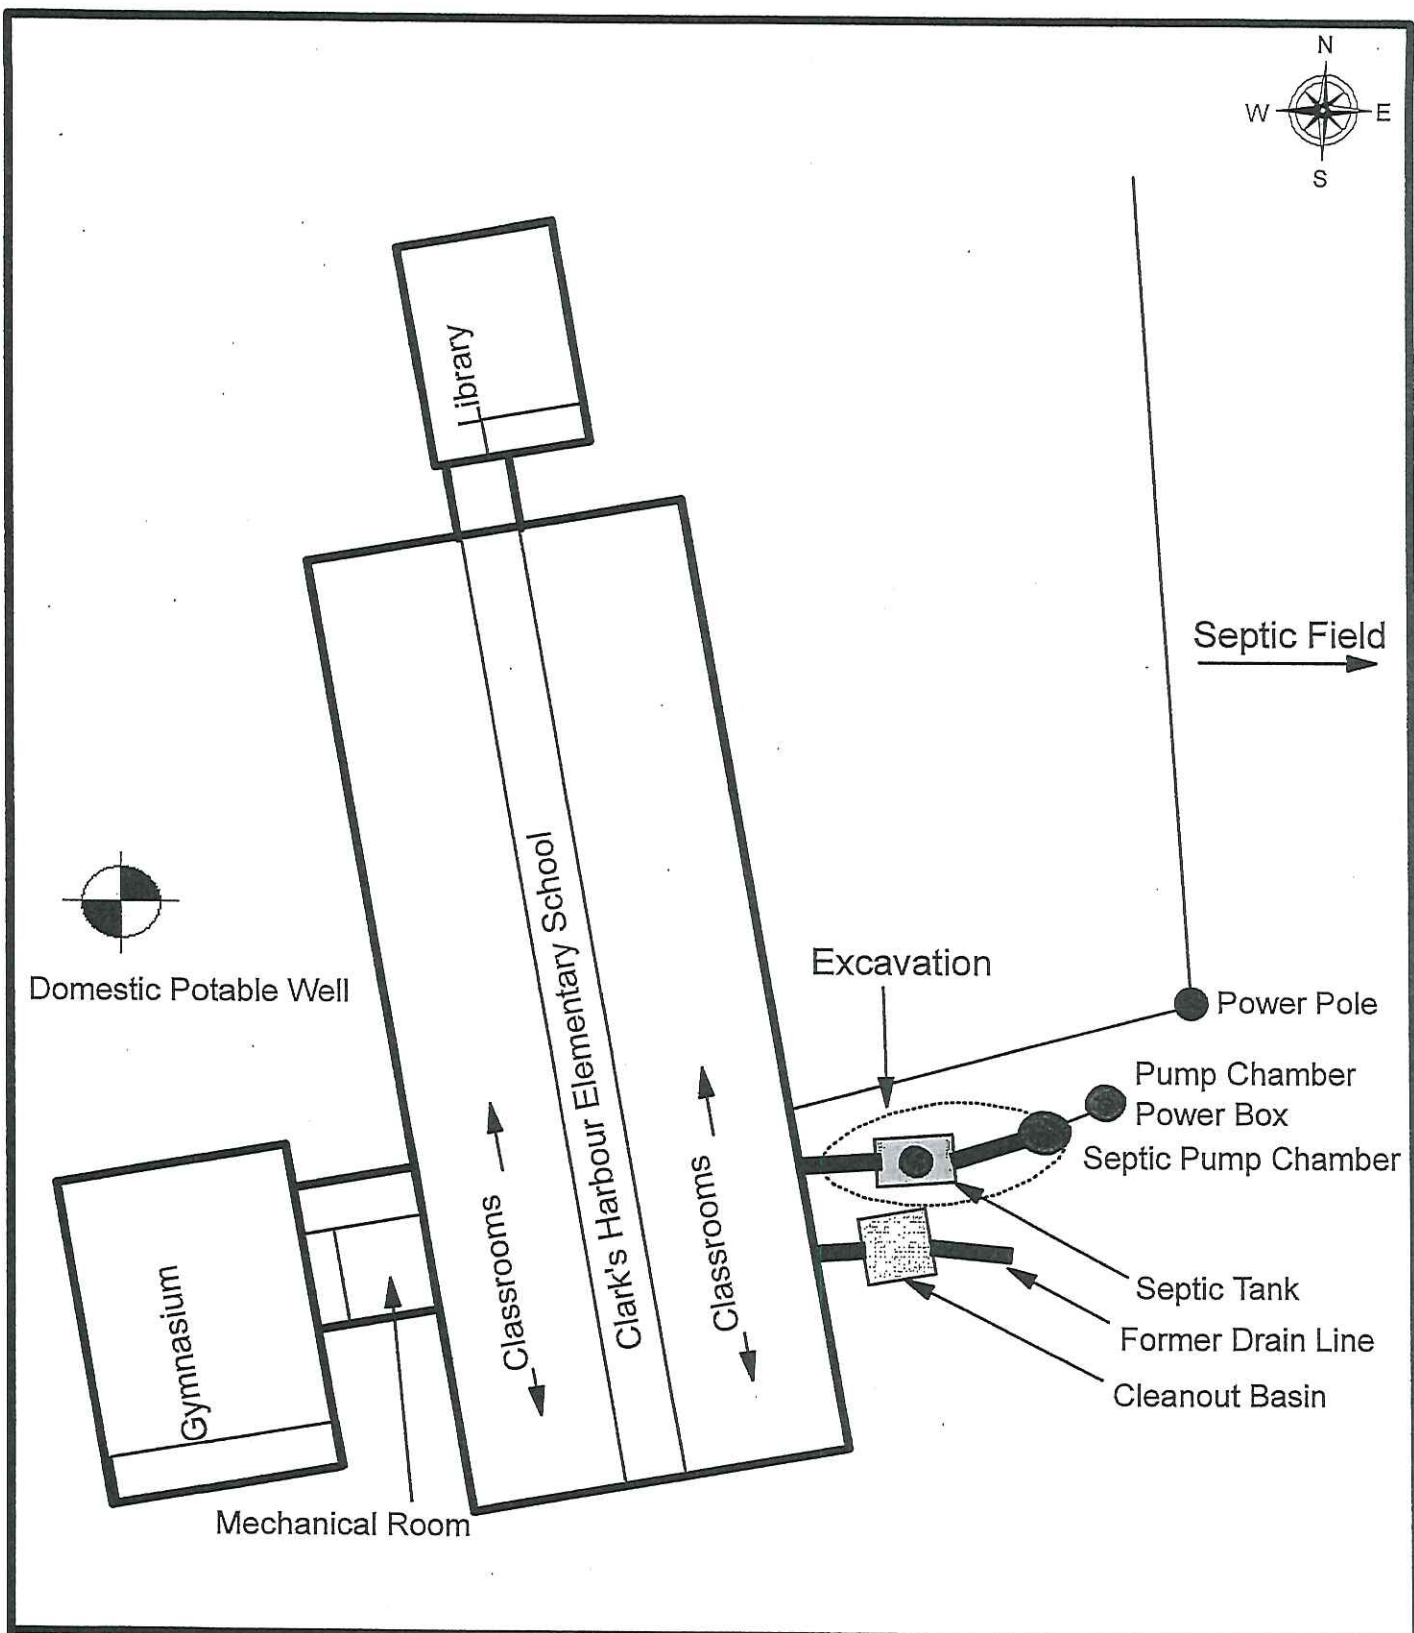 N
W E
S
Library
Septic Field
Clark's Harbour Elementary School
Domestic Potable Well
Excavation
Power Pole
Pump Chamber
Power Box
Septic Pump Chamber
Classrooms
Classrooms
Gymnasium
Septic Tank
Former Drain Line
Cleanout Basin
Mechanical Room